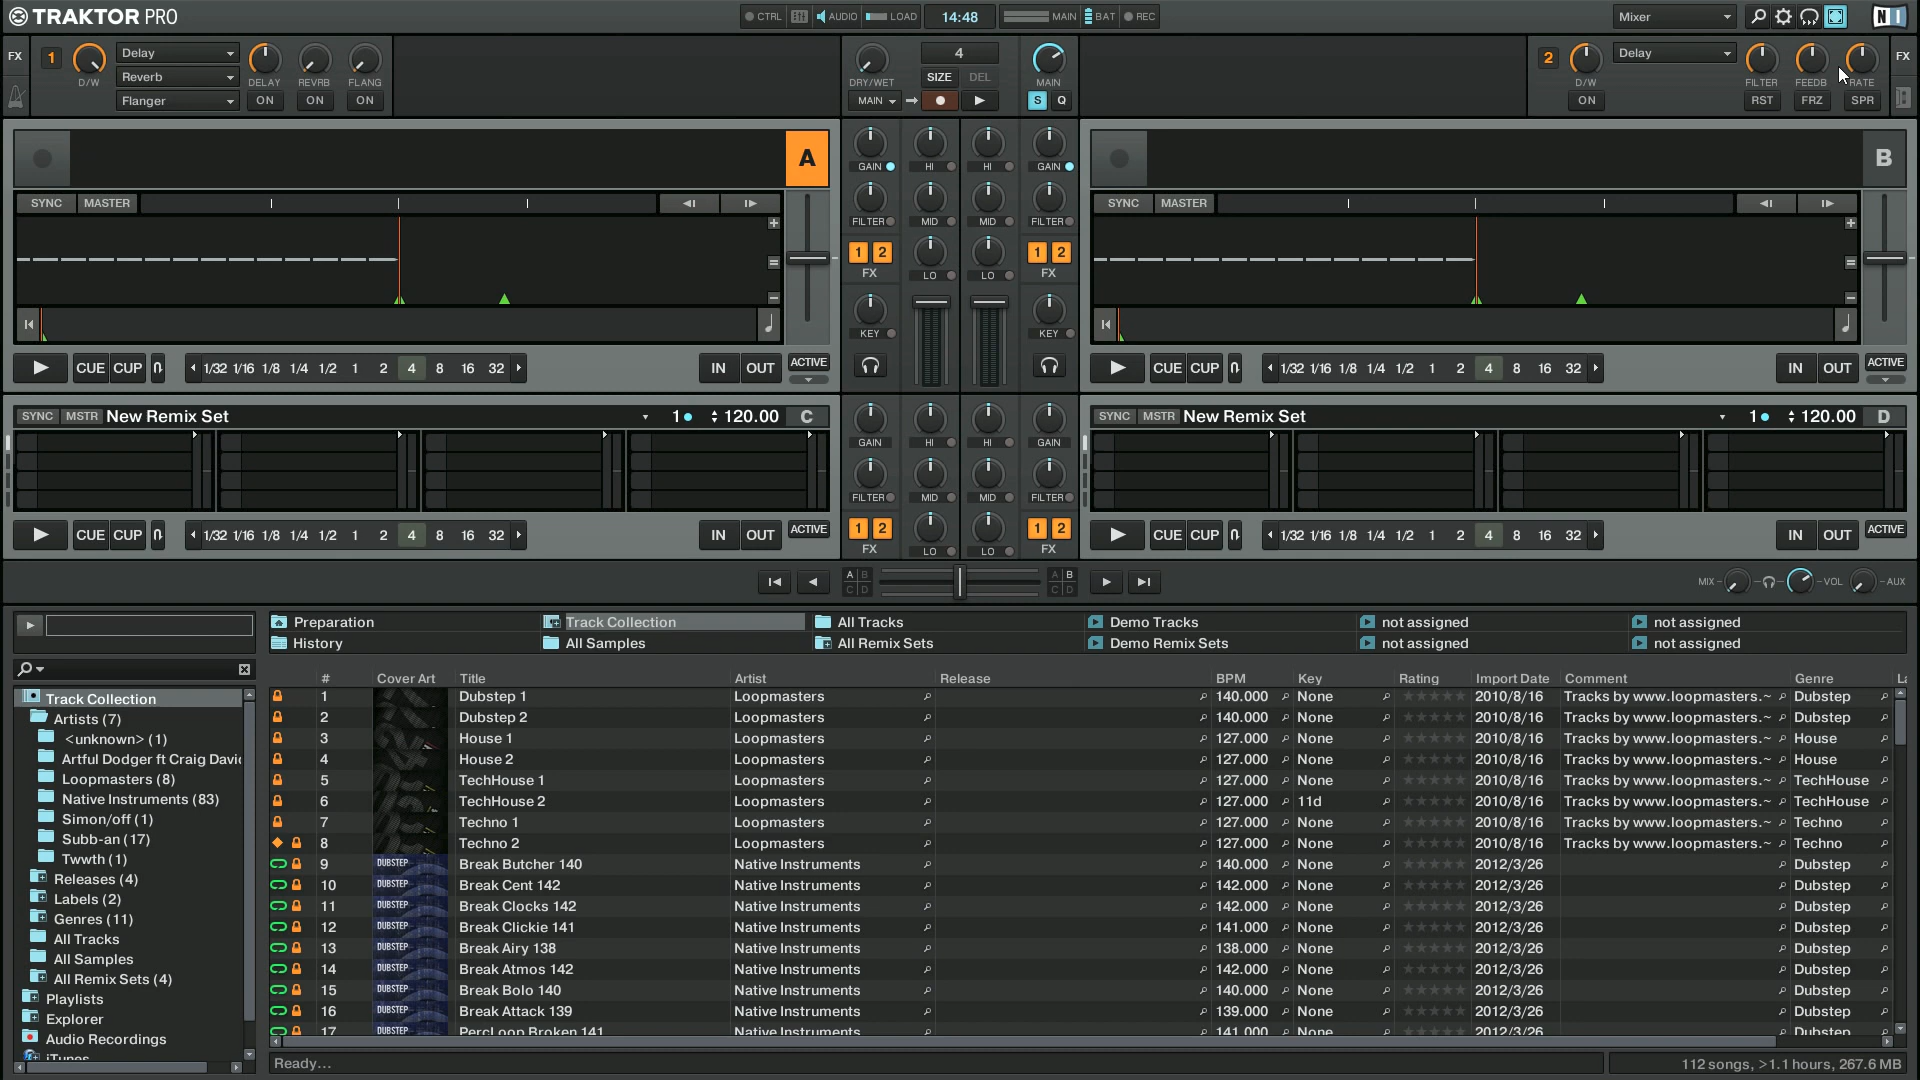 TRAKTOR PRO
CTRL AUDIO LOAD 14:48 MAIN BAT REC
Mixer
FX 1 D/W Delay Reverb Flanger
DELAY REVRB FLANG
ON ON ON
DRY/WET 4 SIZE DEL MAIN
MAIN S Q
2 D/W Delay FILTER FEEDB RATE FX
ON RST FRZ SPR
A
SYNC MASTER
CUE CUP 1/32 1/16 1/8 1/4 1/2 1 2 4 8 16 32 IN OUT ACTIVE
GAIN HI HI GAIN
FILTER MID MID FILTER
1 2 LO LO 1 2
FX FX
KEY KEY
B
SYNC MASTER
CUE CUP 1/32 1/16 1/8 1/4 1/2 1 2 4 8 16 32 IN OUT ACTIVE
SYNC MSTR New Remix Set 1 120.00 C
CUE CUP 1/32 1/16 1/8 1/4 1/2 1 2 4 8 16 32 IN OUT ACTIVE
GAIN HI HI GAIN
FILTER MID MID FILTER
1 2 LO LO 1 2
FX FX
SYNC MSTR New Remix Set 1 120.00 D
CUE CUP 1/32 1/16 1/8 1/4 1/2 1 2 4 8 16 32 IN OUT ACTIVE
A B C D A B C D
MIX VOL AUX
Preparation Track Collection All Tracks Demo Tracks not assigned not assigned
History All Samples All Remix Sets Demo Remix Sets not assigned not assigned
Track Collection
Artists (7)
<unknown> (1)
Artful Dodger ft Craig Davi
Loopmasters (8)
Native Instruments (83)
Simon/off (1)
Subb-an (17)
Twwth (1)
Releases (4)
Labels (2)
Genres (11)
All Tracks
All Samples
All Remix Sets (4)
Playlists
Explorer
Audio Recordings
iTunes
# Cover Art Title Artist Release BPM Key Rating Import Date Comment Genre La
1 Dubstep 1 Loopmasters 140.000 None 2010/8/16 Tracks by www.loopmasters.~ Dubstep
2 Dubstep 2 Loopmasters 140.000 None 2010/8/16 Tracks by www.loopmasters.~ Dubstep
3 House 1 Loopmasters 127.000 None 2010/8/16 Tracks by www.loopmasters.~ House
4 House 2 Loopmasters 127.000 None 2010/8/16 Tracks by www.loopmasters.~ House
5 TechHouse 1 Loopmasters 127.000 None 2010/8/16 Tracks by www.loopmasters.~ TechHouse
6 TechHouse 2 Loopmasters 127.000 11d 2010/8/16 Tracks by www.loopmasters.~ TechHouse
7 Techno 1 Loopmasters 127.000 None 2010/8/16 Tracks by www.loopmasters.~ Techno
8 Techno 2 Loopmasters 127.000 None 2010/8/16 Tracks by www.loopmasters.~ Techno
9 DUBSTEP Break Butcher 140 Native Instruments 140.000 None 2012/3/26 Dubstep
10 DUBSTEP Break Cent 142 Native Instruments 142.000 None 2012/3/26 Dubstep
11 DUBSTEP Break Clocks 142 Native Instruments 142.000 None 2012/3/26 Dubstep
12 DUBSTEP Break Clickie 141 Native Instruments 141.000 None 2012/3/26 Dubstep
13 DUBSTEP Break Airy 138 Native Instruments 138.000 None 2012/3/26 Dubstep
14 DUBSTEP Break Atmos 142 Native Instruments 142.000 None 2012/3/26 Dubstep
15 DUBSTEP Break Bolo 140 Native Instruments 140.000 None 2012/3/26 Dubstep
16 DUBSTEP Break Attack 139 Native Instruments 139.000 None 2012/3/26 Dubstep
17 DUBSTEP PercLoop Broken 141 Native Instruments 141.000 None 2012/3/26 Dubstep
Ready...
112 songs, >1.1 hours, 267.6 MB